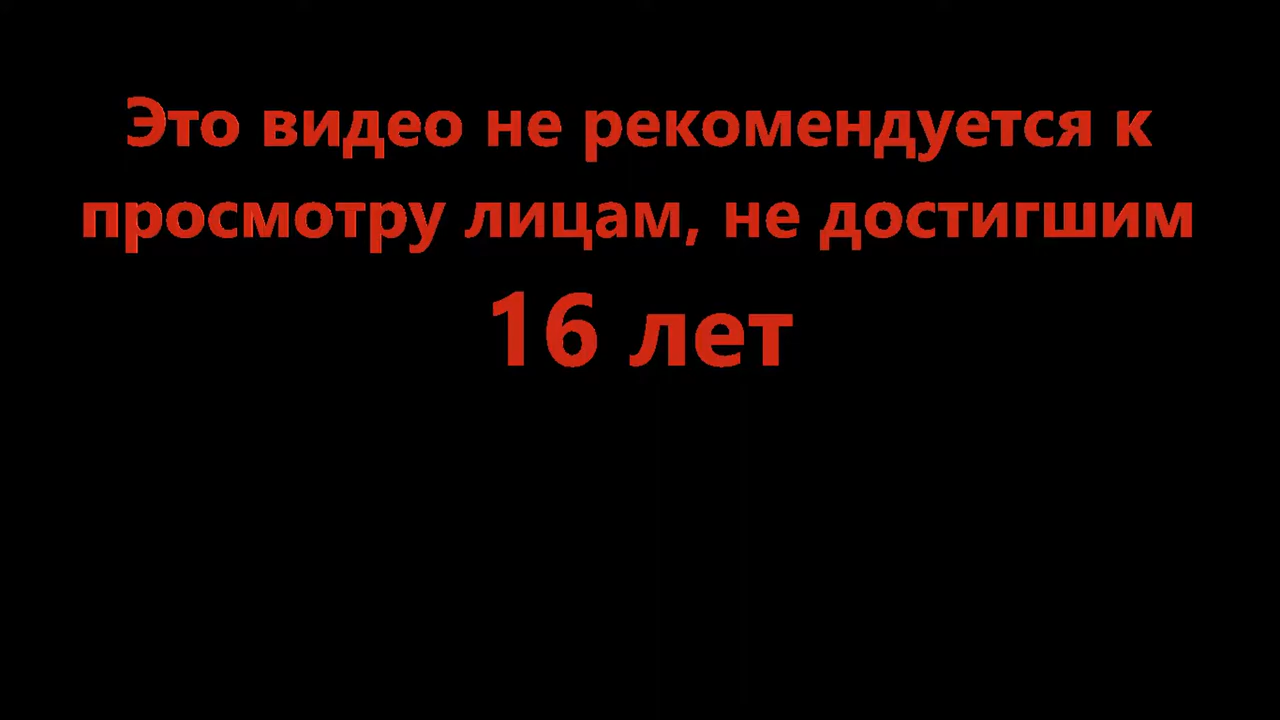 Это видео не рекомендуется к
просмотру лицам, не достигшим
16 лет